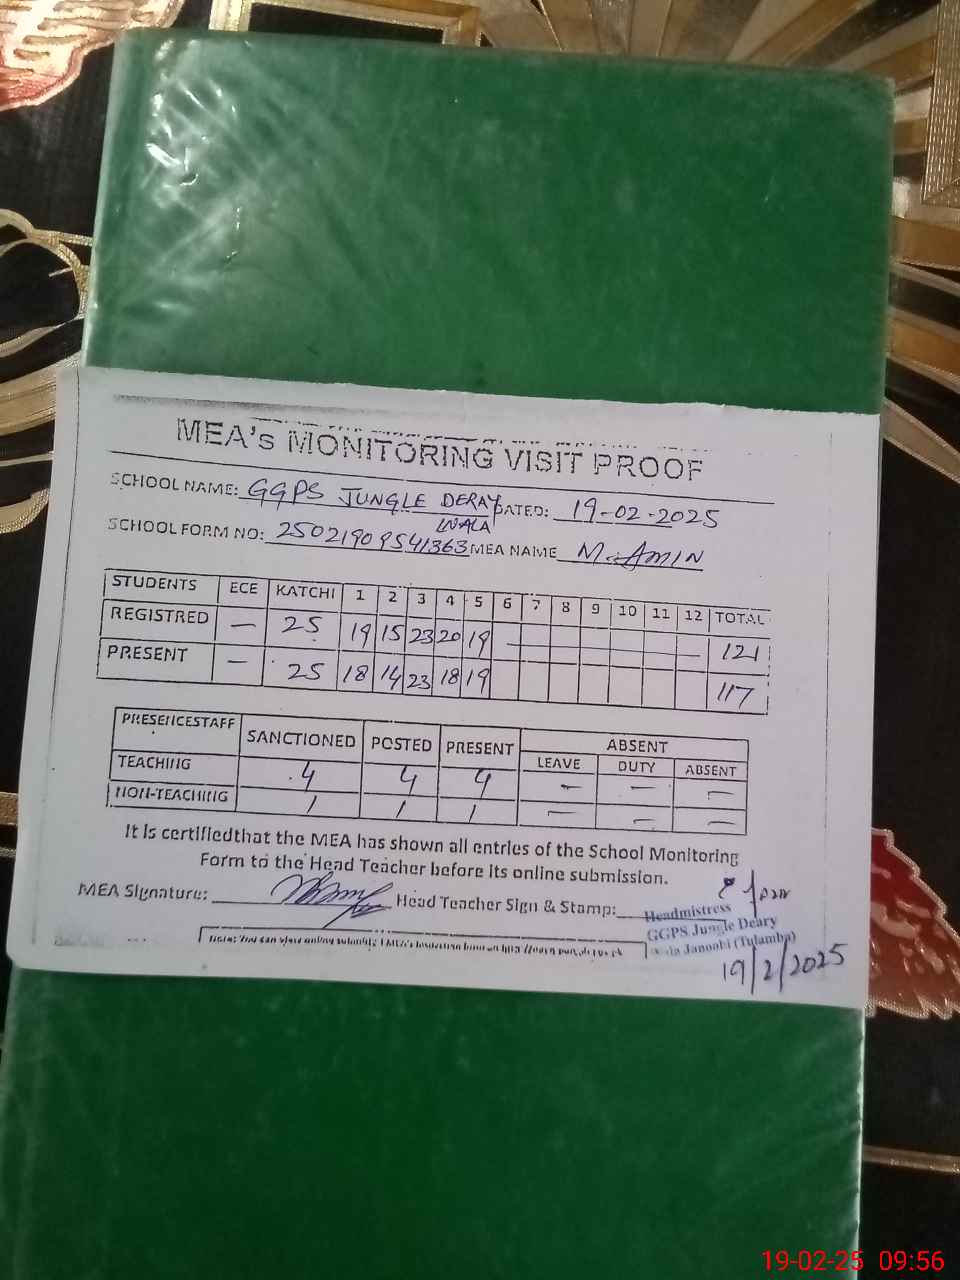 MEA's MONITORING VISIT PROOF
SCHOOL NAME: GGPS JUNGLE DERAY WALA DATED: 19-02-2025
SCHOOL FORM NO: 25021909541363 MEA NAME M. AMIN
STUDENTS ECE KATCHI 1 2 3 4 5 6 7 8 9 10 11 12 TOTAL
REGISTRED — 25 19 15 23 20 19 — 121
PRESENT — 25 18 14 23 18 19 117
PRESENCESTAFF SANCTIONED POSTED PRESENT ABSENT
LEAVE DUTY ABSENT
TEACHING 4 4 4 — — —
NON-TEACHING 1 1 1 — — —
It is certifiedthat the MEA has shown all entries of the School Monitoring
Form to the Head Teacher before its online submission.
MEA Signature: Head Teacher Sign & Stamp:
Headmistress
GGPS Jungle Deary
Janoobi (Tulamba)
19/2/2025
19-02-25 09:56